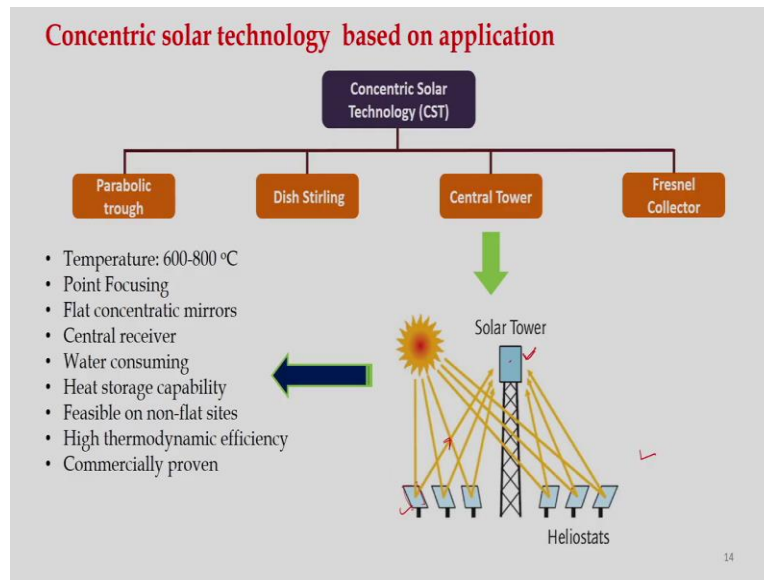 Concentric solar technology based on application
Concentric Solar
Technology (CST)
Parabolic
trough
Dish Stirling
Central Tower
Fresnel
Collector
• Temperature: 600-800 °C
• Point Focusing
• Flat concentratic mirrors
• Central receiver
• Water consuming
• Heat storage capability
• Feasible on non-flat sites
• High thermodynamic efficiency
• Commercially proven
Solar Tower
Heliostats
14